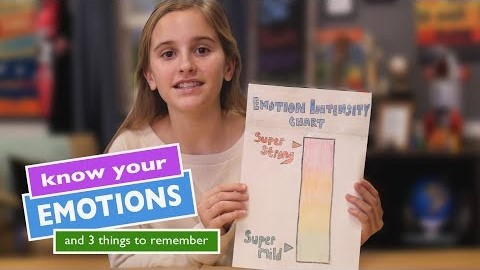 know your
EMOTIONS
and 3 things to remember
EMOTION INTENSITY
CHART
Super
Strong
Super
Mild